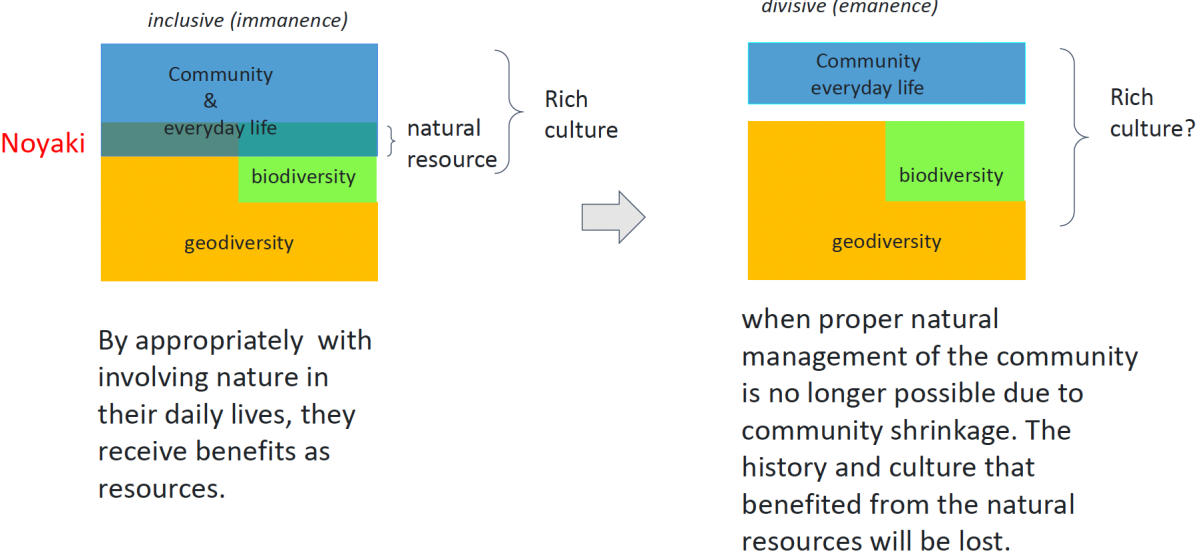 inclusive (immanence)
Community
&
everyday life
Noyaki
natural
resource
Rich
culture
biodiversity
geodiversity
By appropriately  with
involving nature in
their daily lives, they
receive benefits as
resources.
divisive (emanence)
Community
everyday life
biodiversity
geodiversity
Rich
culture?
when proper natural
management of the community
is no longer possible due to
community shrinkage. The
history and culture that
benefited from the natural
resources will be lost.